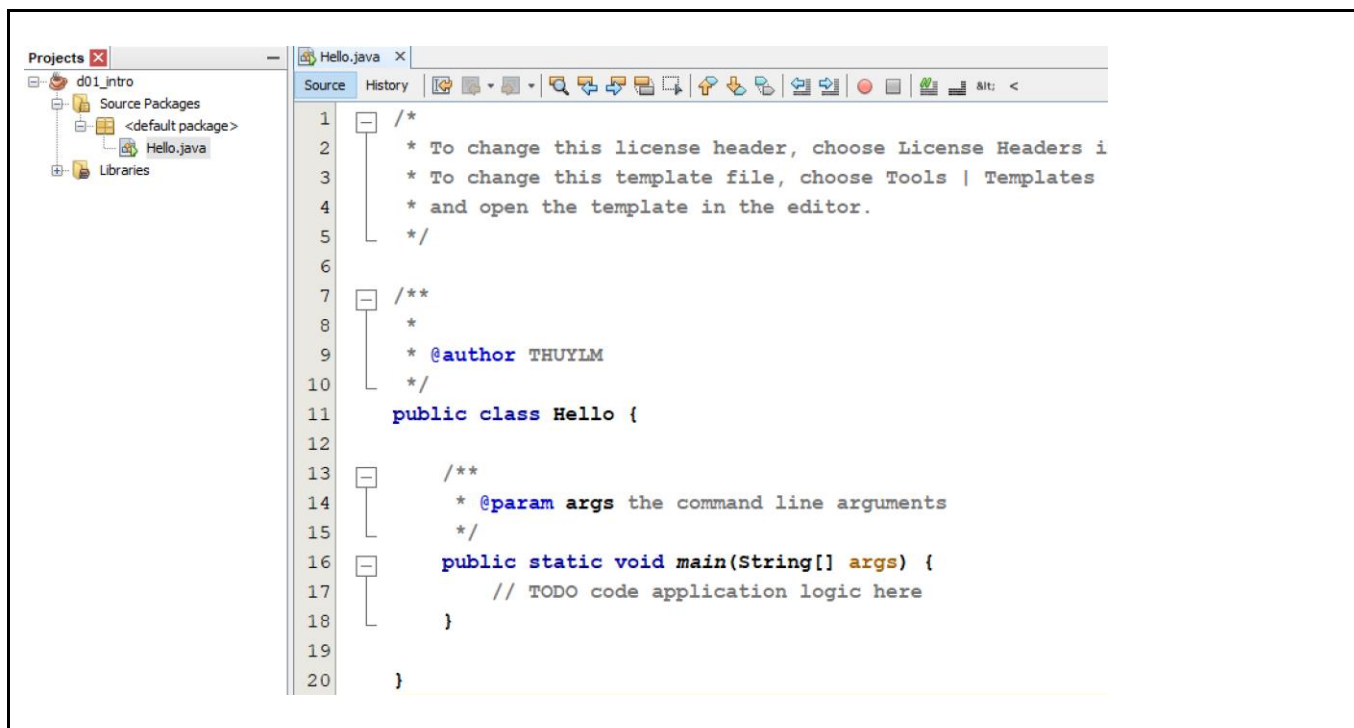 Projects
d01_intro
Source Packages
<default package>
Hello.java
Libraries
Hello.java
Source History &lt; <
1 /*
2 * To change this license header, choose License Headers i
3 * To change this template file, choose Tools | Templates
4 * and open the template in the editor.
5 */
6
7 /**
8 *
9 * @author THUYLM
10 */
11 public class Hello {
12
13 /**
14 * @param args the command line arguments
15 */
16 public static void main(String[] args) {
17 // TODO code application logic here
18 }
19
20 }